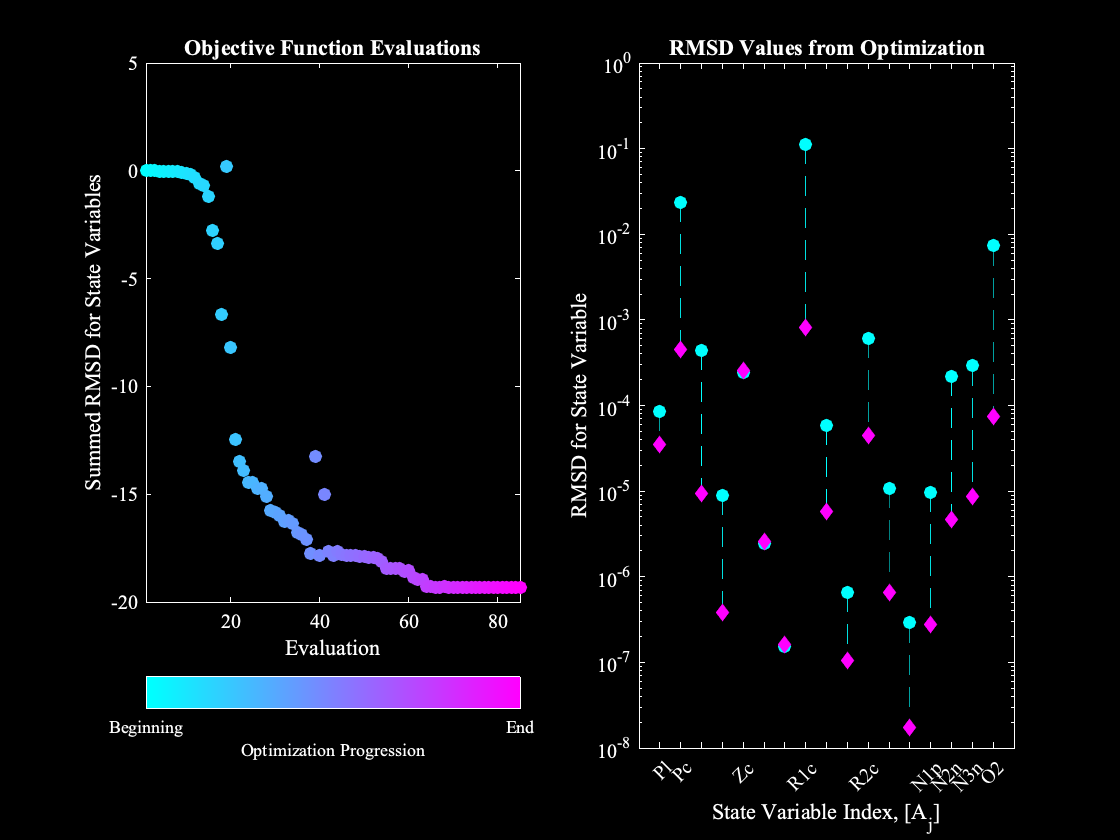 Objective Function Evaluations
5
0
-5
-10
-15
-20
Summed RMSD for State Variables
20 40 60 80
Evaluation
Beginning End
Optimization Progression
RMSD Values from Optimization
10^0
10^-1
10^-2
10^-3
10^-4
10^-5
10^-6
10^-7
10^-8
RMSD for State Variable
P1 Pc Zc R1c R2c N1p N2n N3n O2
State Variable Index, [A_j]